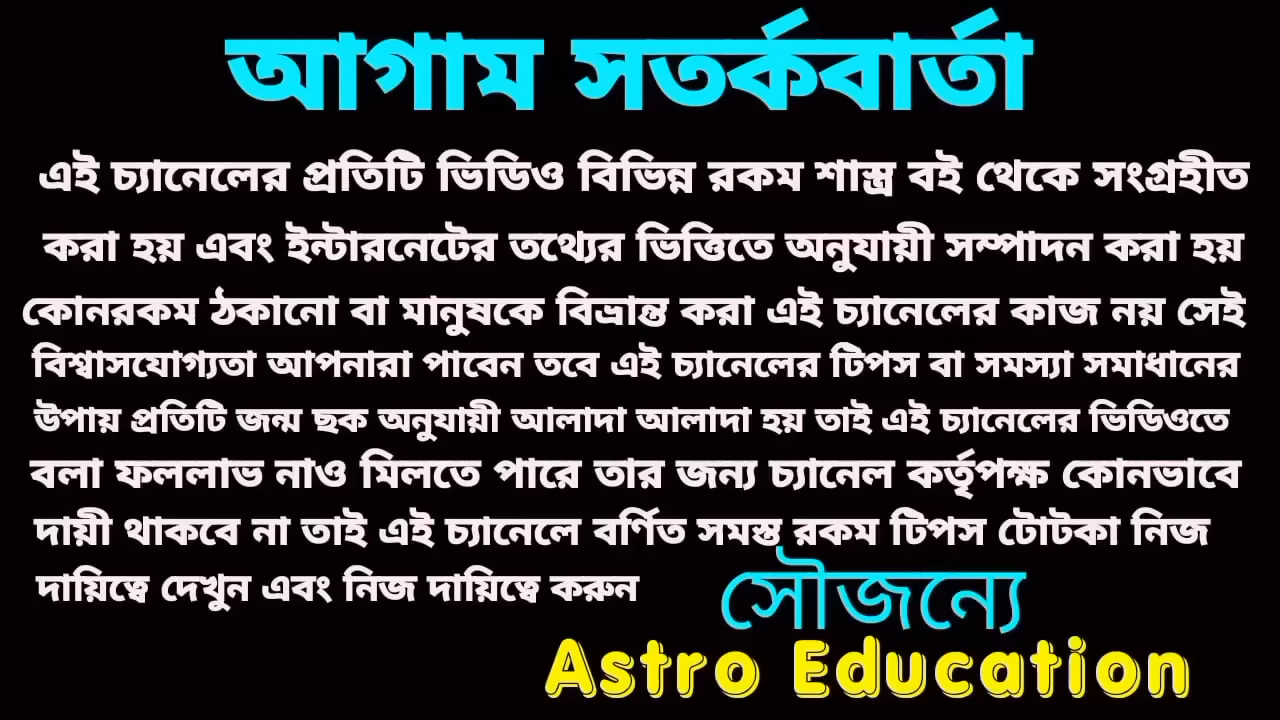 আগাম সতর্কবার্তা
এই চ্যানেলের প্রতিটি ভিডিও বিভিন্ন রকম শাস্ত্র বই থেকে সংগ্রহীত
করা হয় এবং ইন্টারনেটের তথ্যের ভিত্তিতে অনুযায়ী সম্পাদন করা হয়
কোনরকম ঠকানো বা মানুষকে বিভ্রান্ত করা এই চ্যানেলের কাজ নয় সেই
বিশ্বাসযোগ্যতা আপনারা পাবেন তবে এই চ্যানেলের টিপস বা সমস্যা সমাধানের
উপায় প্রতিটি জন্ম ছক অনুযায়ী আলাদা আলাদা হয় তাই এই চ্যানেলের ভিডিওতে
বলা ফললাভ নাও মিলতে পারে তার জন্য চ্যানেল কর্তৃপক্ষ কোনভাবে
দায়ী থাকবে না তাই এই চ্যানেলে বর্ণিত সমস্ত রকম টিপস টোটকা নিজ
দায়িত্বে দেখুন এবং নিজ দায়িত্বে করুন
সৌজন্যে
Astro Education